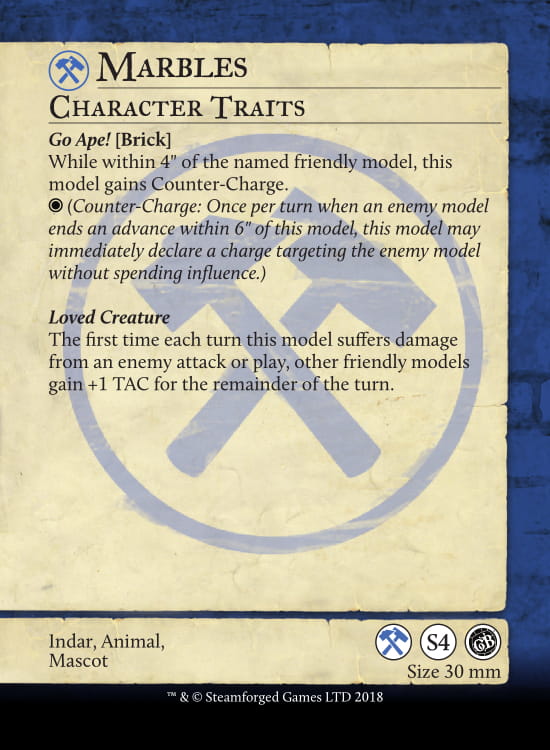 Marbles
Character Traits
Go Ape! [Brick]
While within 4" of the named friendly model, this
model gains Counter-Charge.
(Counter-Charge: Once per turn when an enemy model
ends an advance within 6" of this model, this model may
immediately declare a charge targeting the enemy model
without spending influence.)
Loved Creature
The first time each turn this model suffers damage
from an enemy attack or play, other friendly models
gain +1 TAC for the remainder of the turn.
Indar, Animal,
Mascot
S4 GB
Size 30 mm
™ & © Steamforged Games LTD 2018